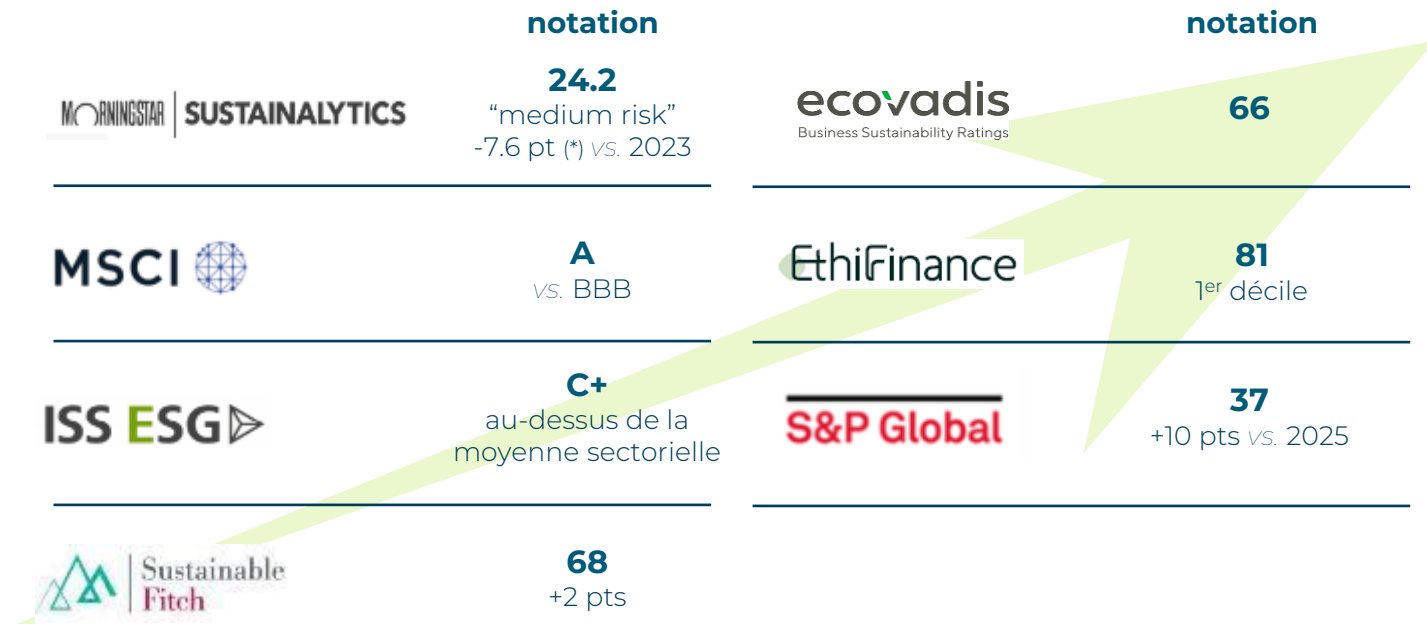 notation
MORNINGSTAR | SUSTAINALYTICS
24.2
“medium risk”
-7.6 pt (*) vs. 2023
MSCI
A
vs. BBB
ISS ESG
C+
au-dessus de la
moyenne sectorielle
Sustainable
Fitch
68
+2 pts
notation
ecovadis
Business Sustainability Ratings
66
EthiFinance
81
1er décile
S&P Global
37
+10 pts vs. 2025